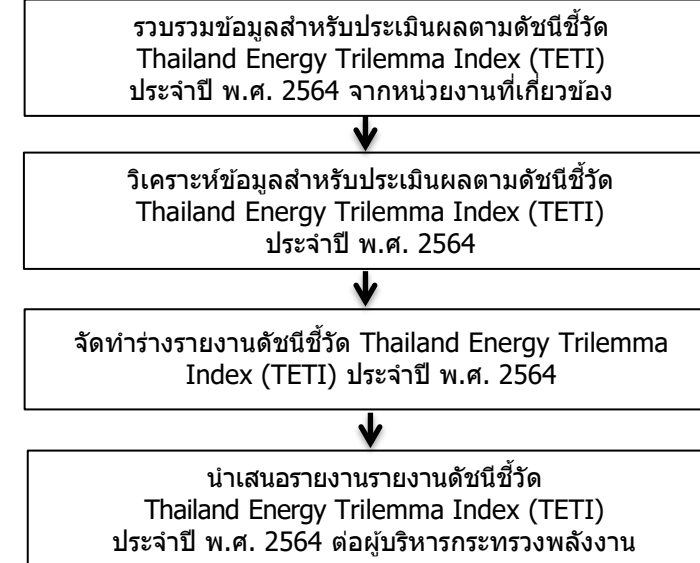 รวบรวมข้อมูลสำหรับประเมินผลตามดัชนีชี้วัด
Thailand Energy Trilemma Index (TETI)
ประจำปี พ.ศ. 2564 จากหน่วยงานที่เกี่ยวข้อง
วิเคราะห์ข้อมูลสำหรับประเมินผลตามดัชนีชี้วัด
Thailand Energy Trilemma Index (TETI)
ประจำปี พ.ศ. 2564
จัดทำร่างรายงานดัชนีชี้วัด Thailand Energy Trilemma
Index (TETI) ประจำปี พ.ศ. 2564
นำเสนอรายงานรายงานดัชนีชี้วัด
Thailand Energy Trilemma Index (TETI)
ประจำปี พ.ศ. 2564 ต่อผู้บริหารกระทรวงพลังงาน